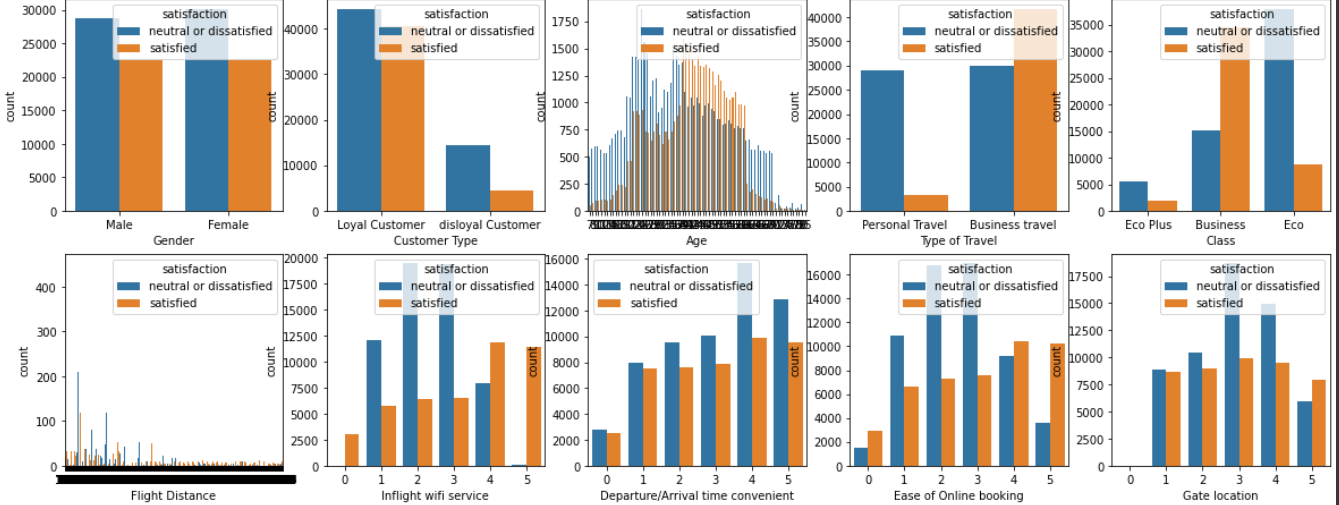 satisfaction
neutral or dissatisfied
satisfied
30000
25000
20000
15000
10000
5000
0
count
Male Female
Gender
satisfaction
neutral or dissatisfied
satisfied
40000
30000
20000
10000
0
count
Loyal Customer disloyal Customer
Customer Type
satisfaction
neutral or dissatisfied
satisfied
1750
1500
1250
1000
750
500
250
0
count
Age
satisfaction
neutral or dissatisfied
satisfied
40000
35000
30000
25000
20000
15000
10000
5000
0
count
Personal Travel Business travel
Type of Travel
satisfaction
neutral or dissatisfied
satisfied
35000
30000
25000
20000
15000
10000
5000
0
count
Eco Plus Business Eco
Class
satisfaction
neutral or dissatisfied
satisfied
400
300
200
100
0
count
Flight Distance
satisfaction
neutral or dissatisfied
satisfied
20000
17500
15000
12500
10000
7500
5000
2500
0
count
0 1 2 3 4 5
Inflight wifi service
satisfaction
neutral or dissatisfied
satisfied
16000
14000
12000
10000
8000
6000
4000
2000
0
count
0 1 2 3 4 5
Departure/Arrival time convenient
satisfaction
neutral or dissatisfied
satisfied
16000
14000
12000
10000
8000
6000
4000
2000
0
count
0 1 2 3 4 5
Ease of Online booking
satisfaction
neutral or dissatisfied
satisfied
17500
15000
12500
10000
7500
5000
2500
0
count
0 1 2 3 4 5
Gate location